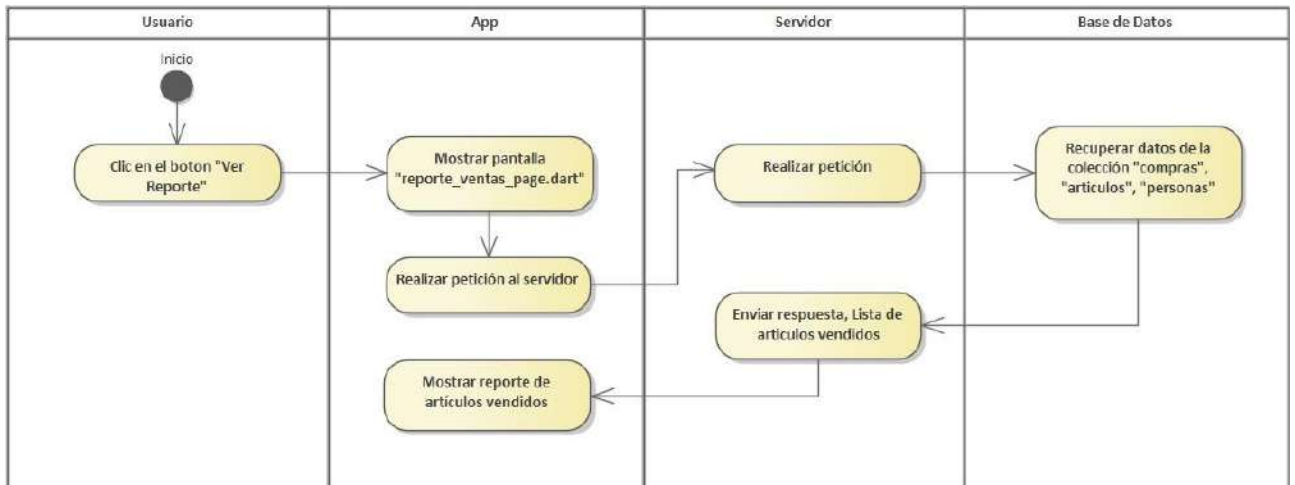 Usuario
App
Servidor
Base de Datos
Inicio
Clic en el boton "Ver
Reporte"
Mostrar pantalla
"reporte_ventas_page.dart"
Realizar petición al servidor
Realizar petición
Recuperar datos de la
colección "compras",
"articulos", "personas"
Enviar respuesta, Lista de
articulos vendidos
Mostrar reporte de
artículos vendidos